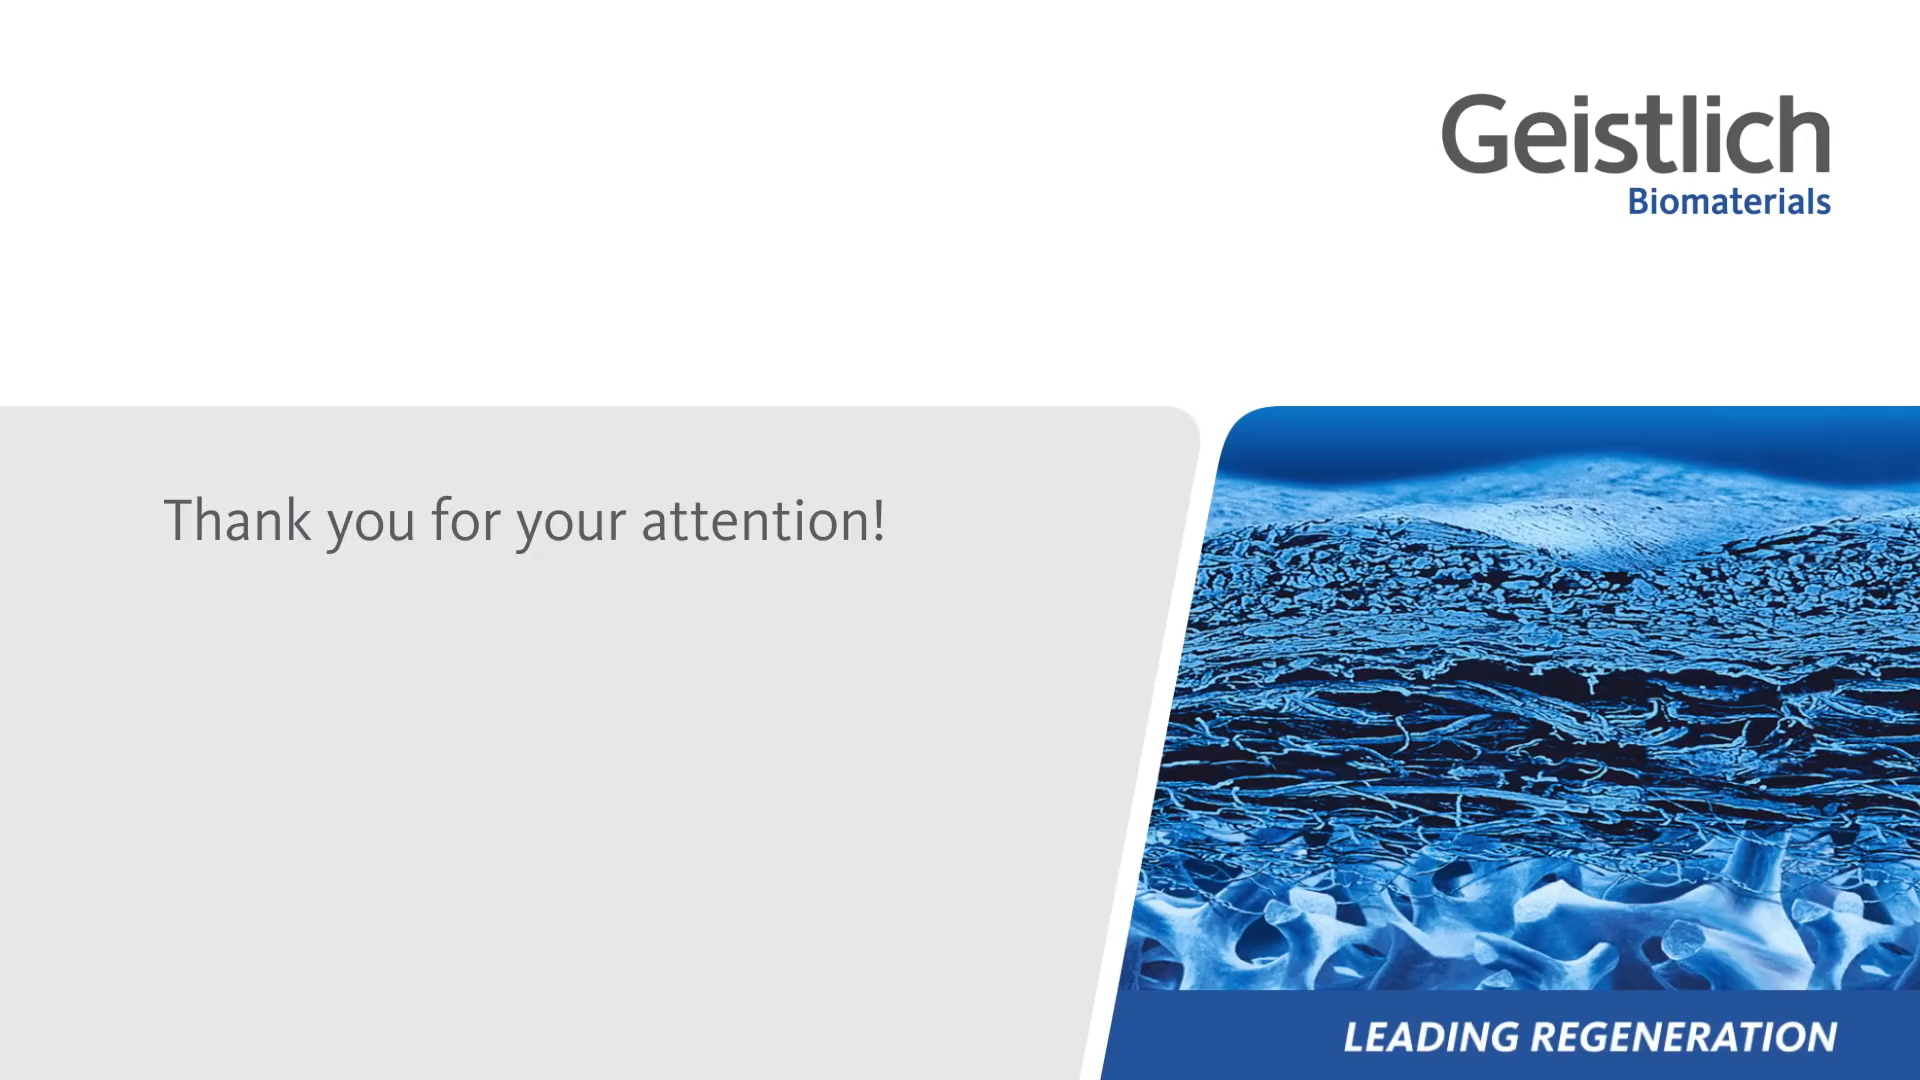 Geistlich
Biomaterials
Thank you for your attention!
LEADING REGENERATION